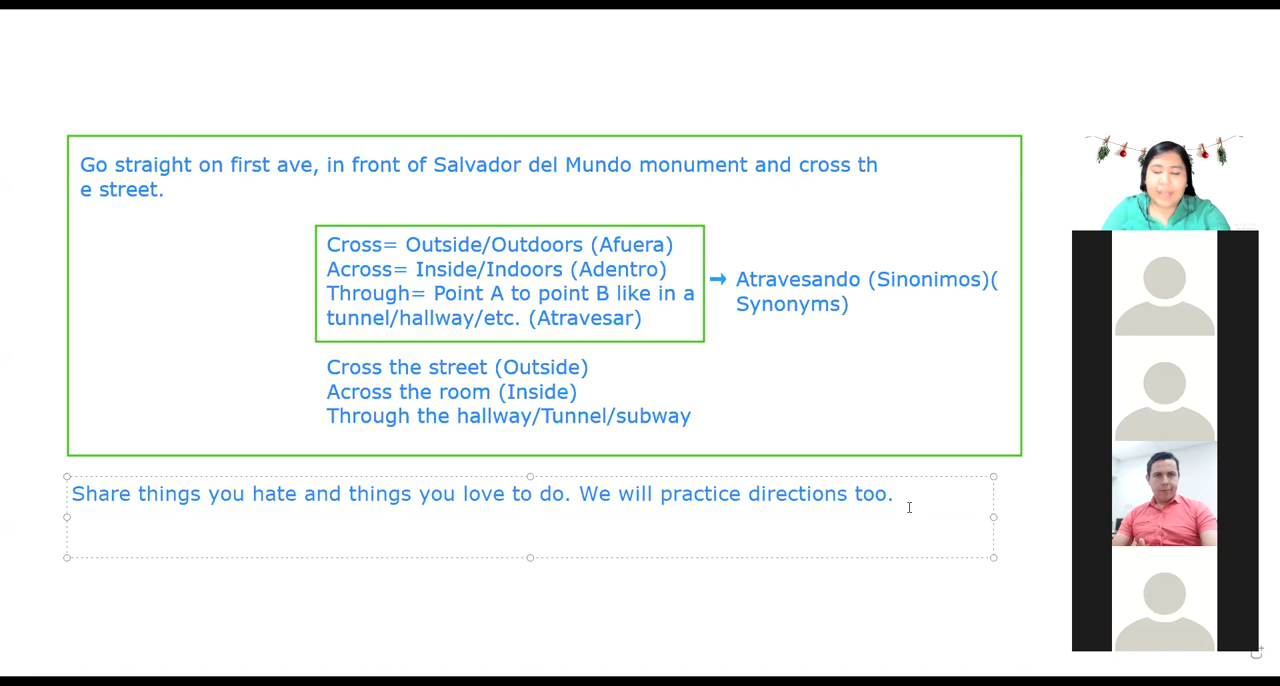 Go straight on first ave, in front of Salvador del Mundo monument and cross th
e street.
Cross= Outside/Outdoors (Afuera)
Across= Inside/Indoors (Adentro)
Through= Point A to point B like in a
tunnel/hallway/etc. (Atravesar)
➞ Atravesando (Sinonimos)(
Synonyms)
Cross the street (Outside)
Across the room (Inside)
Through the hallway/Tunnel/subway
Share things you hate and things you love to do. We will practice directions too.